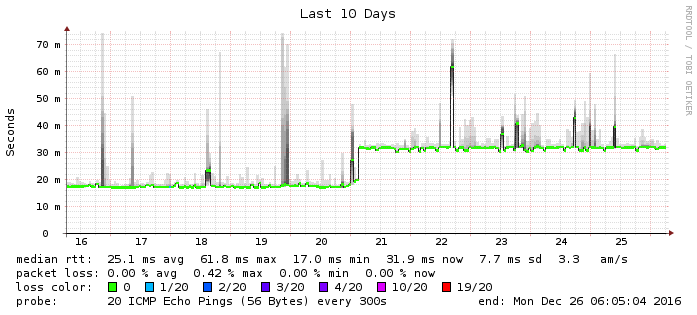 Last 10 Days
RRDTOOL / TOBI OETIKER
Seconds
70 m
60 m
50 m
40 m
30 m
20 m
10 m
0
16 17 18 19 20 21 22 23 24 25
median rtt: 25.1 ms avg 61.8 ms max 17.0 ms min 31.9 ms now 7.7 ms sd 3.3 am/s
packet loss: 0.00 % avg 0.42 % max 0.00 % min 0.00 % now
loss color: 0 1/20 2/20 3/20 4/20 10/20 19/20
probe: 20 ICMP Echo Pings (56 Bytes) every 300s end: Mon Dec 26 06:05:04 2016